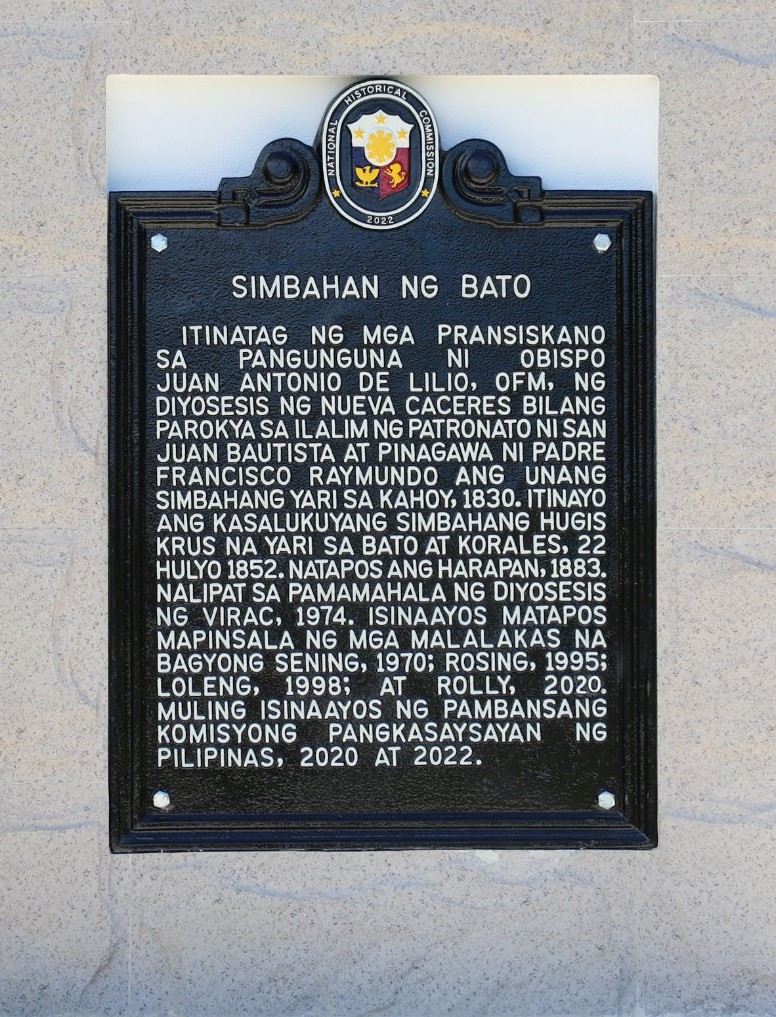 NATIONAL HISTORICAL COMMISSION
2022
SIMBAHAN NG BATO
ITINATAG NG MGA PRANSISKANO
SA PANGUNGUNA NI OBISPO
JUAN ANTONIO DE LILIO, OFM, NG
DIYOSESIS NG NUEVA CACERES BILANG
PAROKYA SA ILALIM NG PATRONATO NI SAN
JUAN BAUTISTA AT PINAGAWA NI PADRE
FRANCISCO RAYMUNDO ANG UNANG
SIMBAHANG YARI SA KAHOY, 1830. ITINAYO
ANG KASALUKUYANG SIMBAHANG HUGIS
KRUS NA YARI SA BATO AT KORALES, 22
HULYO 1852. NATAPOS ANG HARAPAN, 1883.
NALIPAT SA PAMAMAHALA NG DIYOSESIS
NG VIRAC, 1974. ISINAAYOS MATAPOS
MAPINSALA NG MGA MALALAKAS NA
BAGYONG SENING, 1970; ROSING, 1995;
LOLENG, 1998; AT ROLLY, 2020.
MULING ISINAAYOS NG PAMBANSANG
KOMISYONG PANGKASAYSAYAN NG
PILIPINAS, 2020 AT 2022.